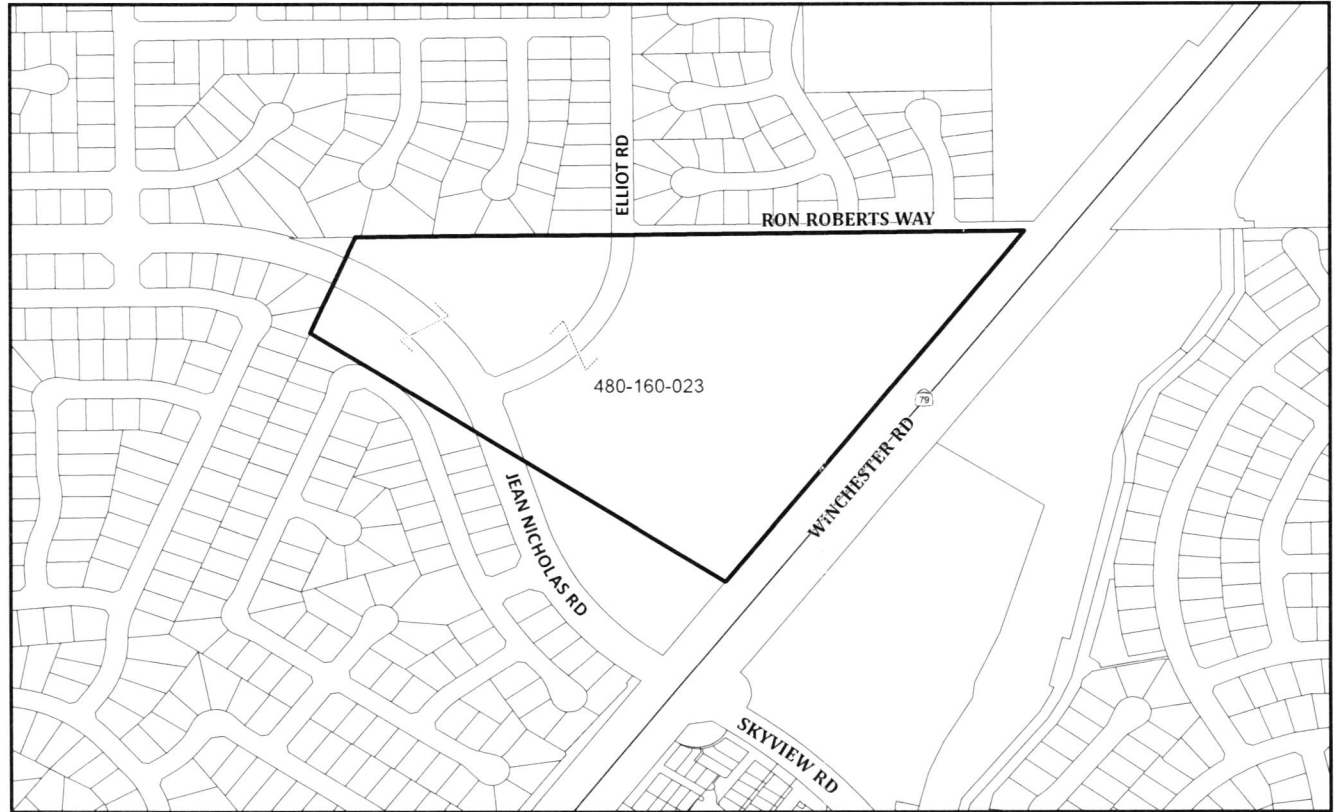 ELLIOT RD
RON ROBERTS WAY
480-160-023
79
WINCHESTER RD
JEAN NICHOLAS RD
SKYVIEW RD